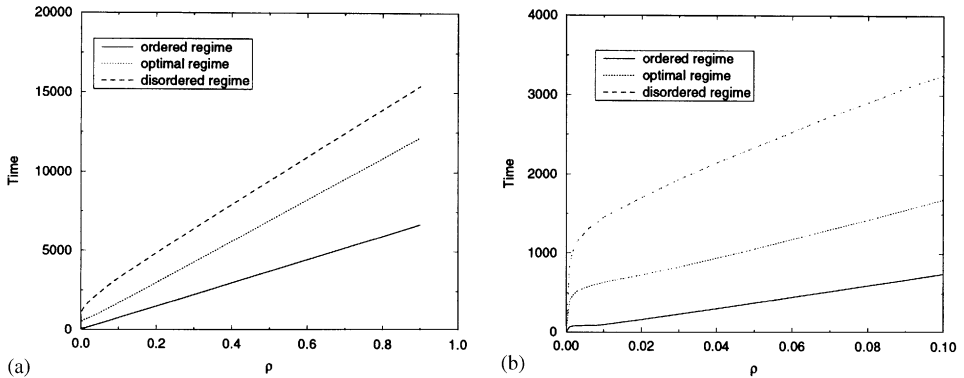 20000
15000
10000
5000
0
Time
ordered regime
optimal regime
disordered regime
0.0 0.2 0.4 0.6 0.8 1.0
ρ
(a)
4000
3000
2000
1000
0
Time
ordered regime
optimal regime
disordered regime
0.00 0.02 0.04 0.06 0.08 0.10
ρ
(b)